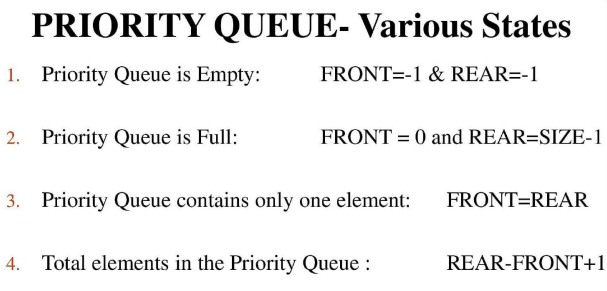 PRIORITY QUEUE- Various States
1. Priority Queue is Empty: FRONT=-1 & REAR=-1
2. Priority Queue is Full: FRONT = 0 and REAR=SIZE-1
3. Priority Queue contains only one element: FRONT=REAR
4. Total elements in the Priority Queue : REAR-FRONT+1